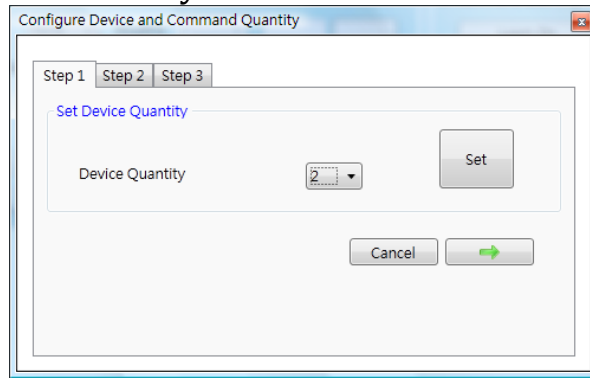 Configure Device and Command Quantity
Step 1 Step 2 Step 3
Set Device Quantity
Device Quantity 2 Set
Cancel